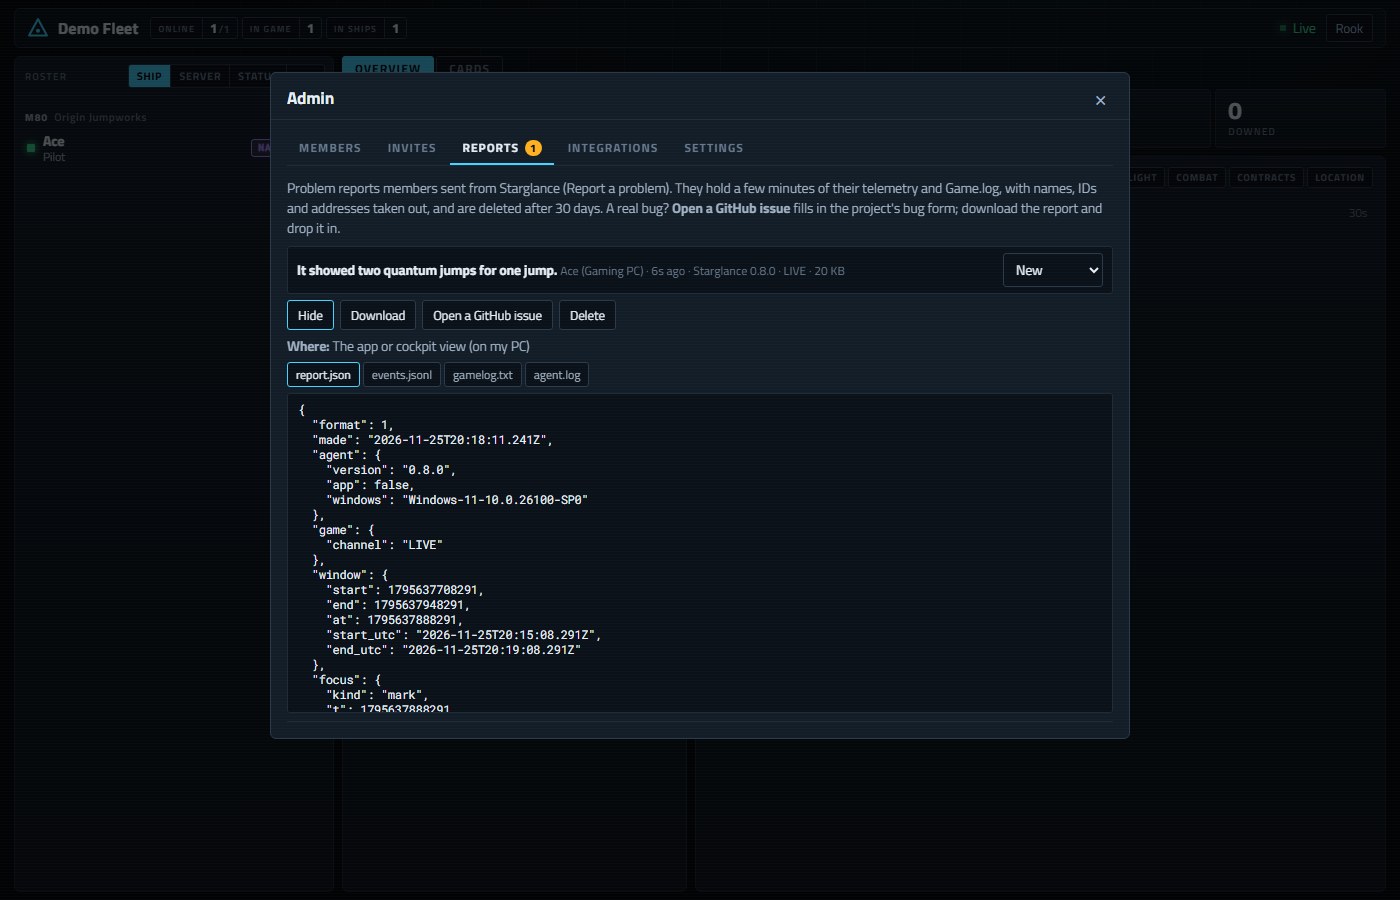 Demo Fleet
ONLINE 1/1
IN GAME 1
IN SHIPS 1
Live
Rook
ROSTER
SHIP
SERVER
STATU
OVERVIEW
CARDS
M80 Origin Jumpworks
Ace
Pilot
NA
0
DOWNED
LIGHT
COMBAT
CONTRACTS
LOCATION
30s
Admin
×
MEMBERS
INVITES
REPORTS 1
INTEGRATIONS
SETTINGS
Problem reports members sent from Starglance (Report a problem). They hold a few minutes of their telemetry and Game.log, with names, IDs
and addresses taken out, and are deleted after 30 days. A real bug? Open a GitHub issue fills in the project's bug form; download the report and
drop it in.
It showed two quantum jumps for one jump. Ace (Gaming PC) · 6s ago · Starglance 0.8.0 · LIVE · 20 KB
New
Hide
Download
Open a GitHub issue
Delete
Where: The app or cockpit view (on my PC)
report.json
events.jsonl
gamelog.txt
agent.log
{
"format": 1,
"made": "2026-11-25T20:18:11.241Z",
"agent": {
"version": "0.8.0",
"app": false,
"windows": "Windows-11-10.0.26100-SP0"
},
"game": {
"channel": "LIVE"
},
"window": {
"start": 1795637708291,
"end": 1795637948291,
"at": 1795637888291,
"start_utc": "2026-11-25T20:15:08.291Z",
"end_utc": "2026-11-25T20:19:08.291Z"
},
"focus": {
"kind": "mark",
"t": 1795637888291,